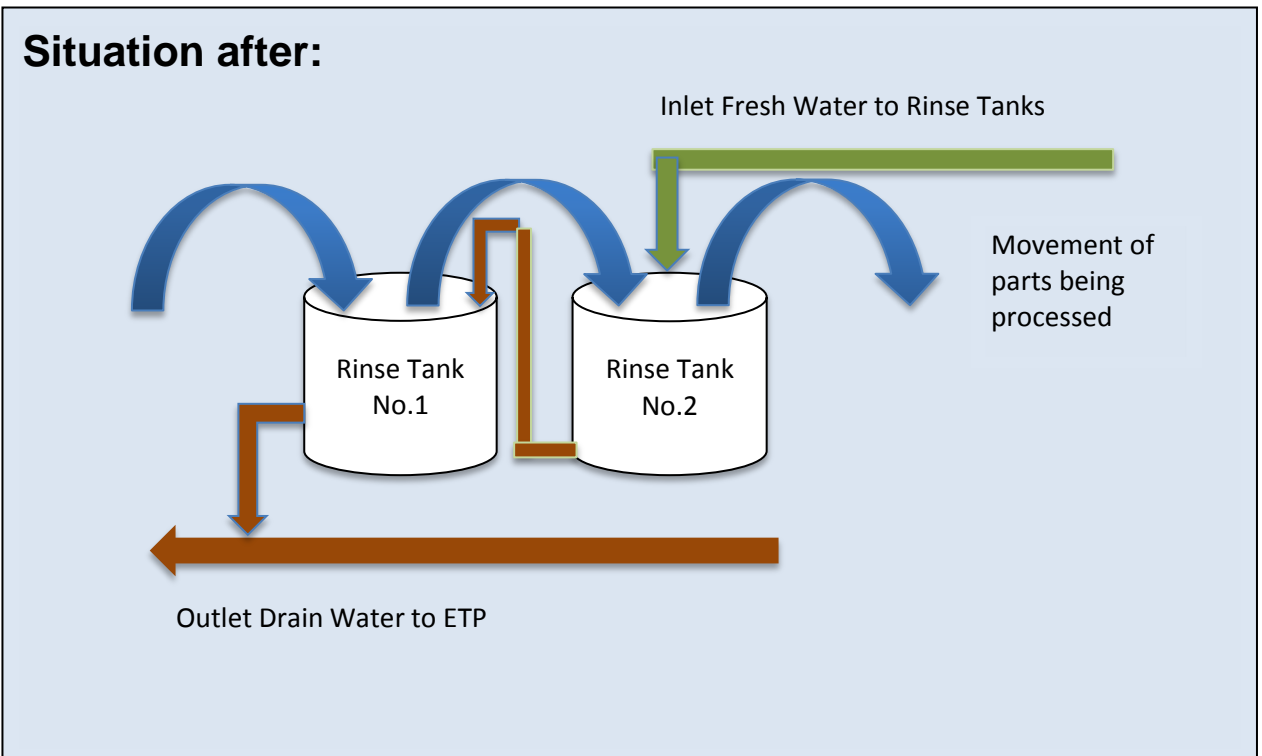 Situation after:
Inlet Fresh Water to Rinse Tanks
Movement of
parts being
processed
Rinse Tank
No.1
Rinse Tank
No.2
Outlet Drain Water to ETP